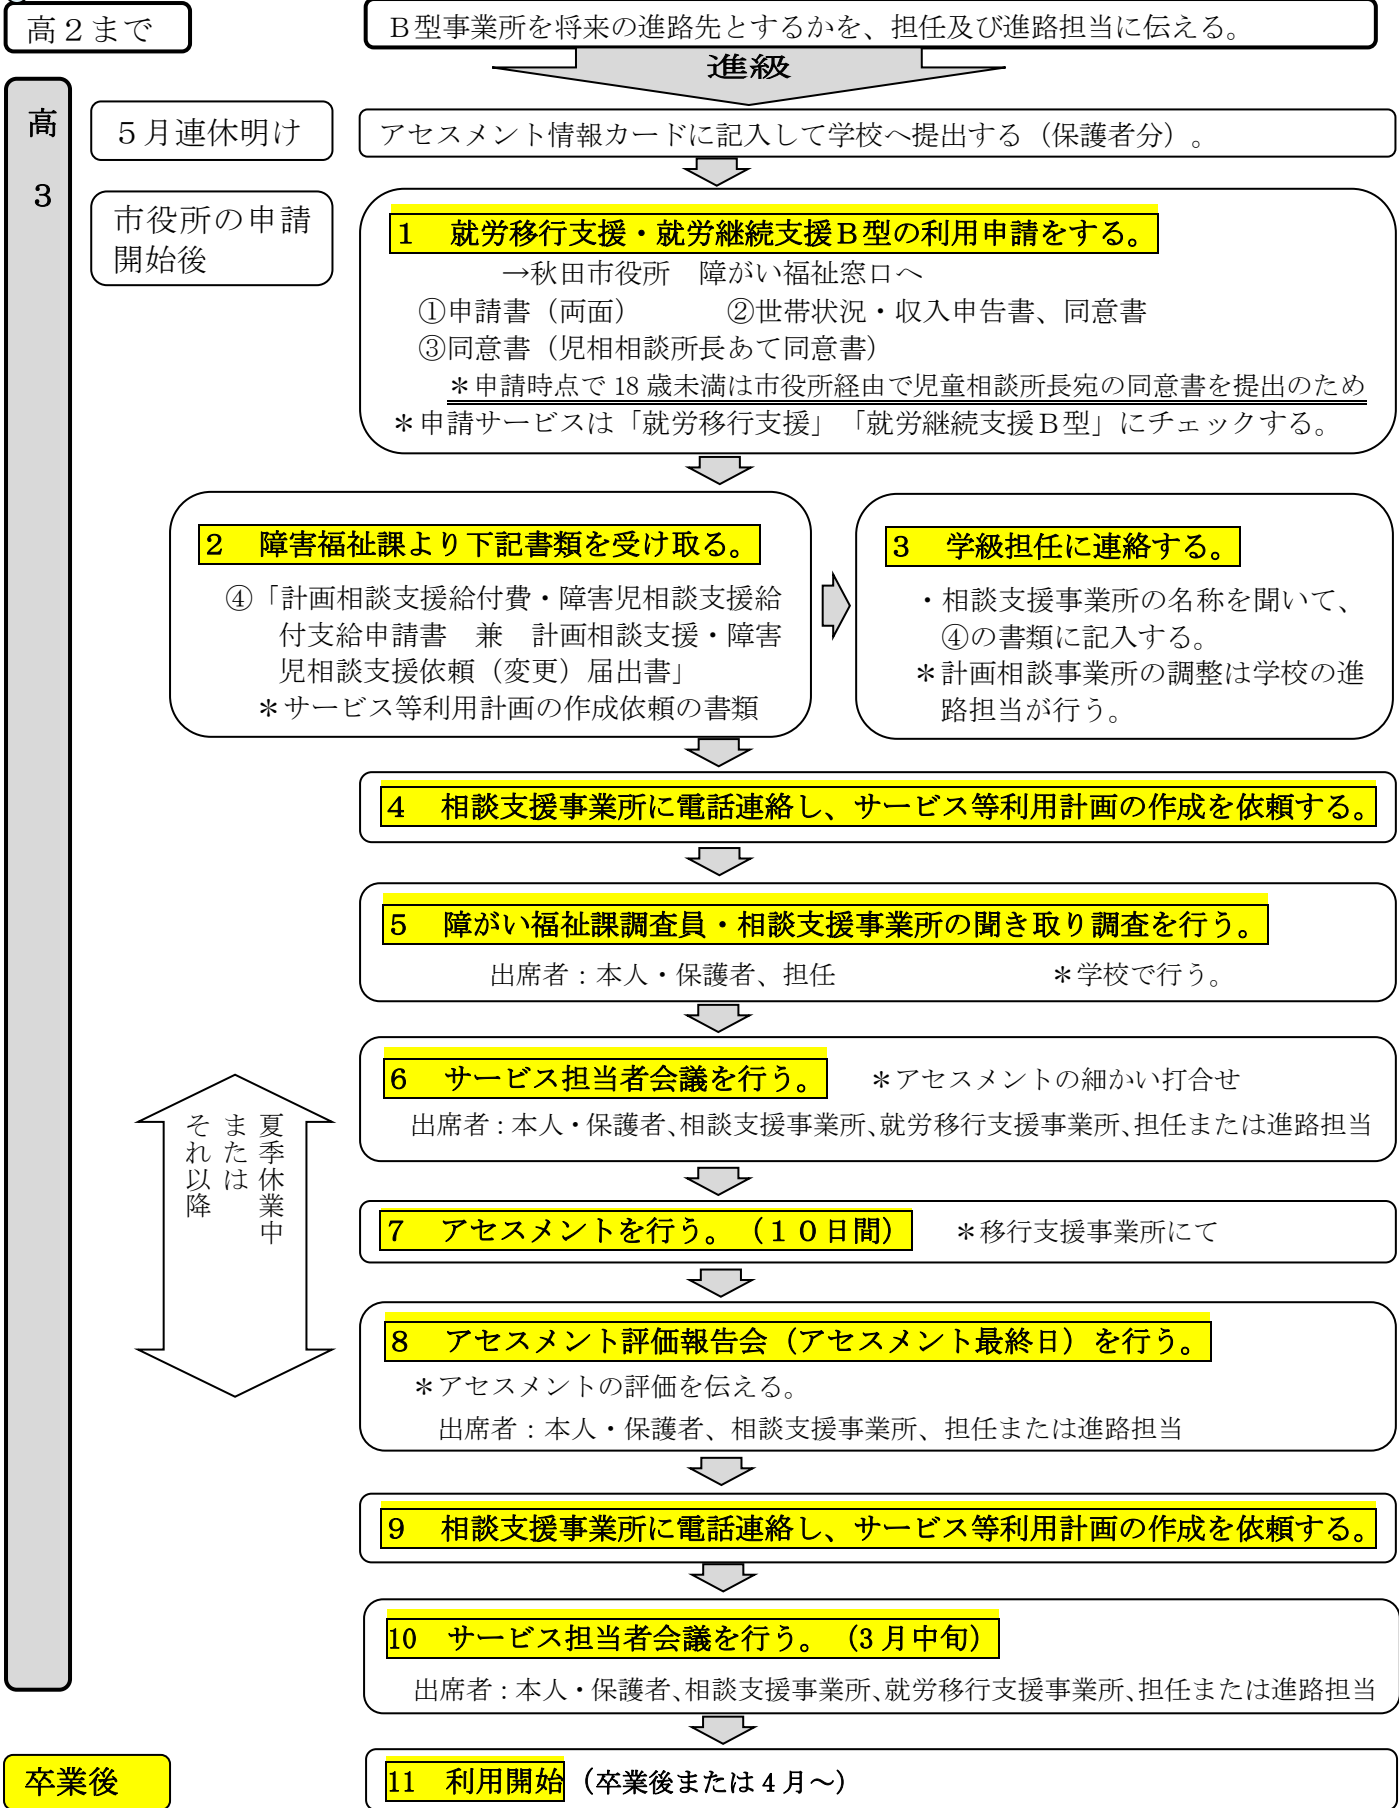 高２まで
Ｂ型事業所を将来の進路先とするかを、担任及び進路担当に伝える。
進級
高
３
５月連休明け
アセスメント情報カードに記入して学校へ提出する（保護者分）。
市役所の申請
開始後
１　就労移行支援・就労継続支援Ｂ型の利用申請をする。
→秋田市役所　障がい福祉窓口へ
①申請書（両面）　②世帯状況・収入申告書、同意書
③同意書（児相相談所長あて同意書）
＊申請時点で18歳未満は市役所経由で児童相談所長宛の同意書を提出のため
＊申請サービスは「就労移行支援」「就労継続支援Ｂ型」にチェックする。
２　障害福祉課より下記書類を受け取る。
④「計画相談支援給付費・障害児相談支援給
付支給申請書　兼　計画相談支援・障害
児相談支援依頼（変更）届出書」
＊サービス等利用計画の作成依頼の書類
３　学級担任に連絡する。
・相談支援事業所の名称を聞いて、
④の書類に記入する。
＊計画相談事業所の調整は学校の進
路担当が行う。
４　相談支援事業所に電話連絡し、サービス等利用計画の作成を依頼する。
５　障がい福祉課調査員・相談支援事業所の聞き取り調査を行う。
出席者：本人・保護者、担任　＊学校で行う。
夏季休業中
または
それ以降
６　サービス担当者会議を行う。　＊アセスメントの細かい打合せ
出席者：本人・保護者、相談支援事業所、就労移行支援事業所、担任または進路担当
７　アセスメントを行う。（１０日間）　＊移行支援事業所にて
８　アセスメント評価報告会（アセスメント最終日）を行う。
＊アセスメントの評価を伝える。
出席者：本人・保護者、相談支援事業所、担任または進路担当
９　相談支援事業所に電話連絡し、サービス等利用計画の作成を依頼する。
10　サービス担当者会議を行う。（3月中旬）
出席者：本人・保護者、相談支援事業所、就労移行支援事業所、担任または進路担当
卒業後
11　利用開始（卒業後または4月～）